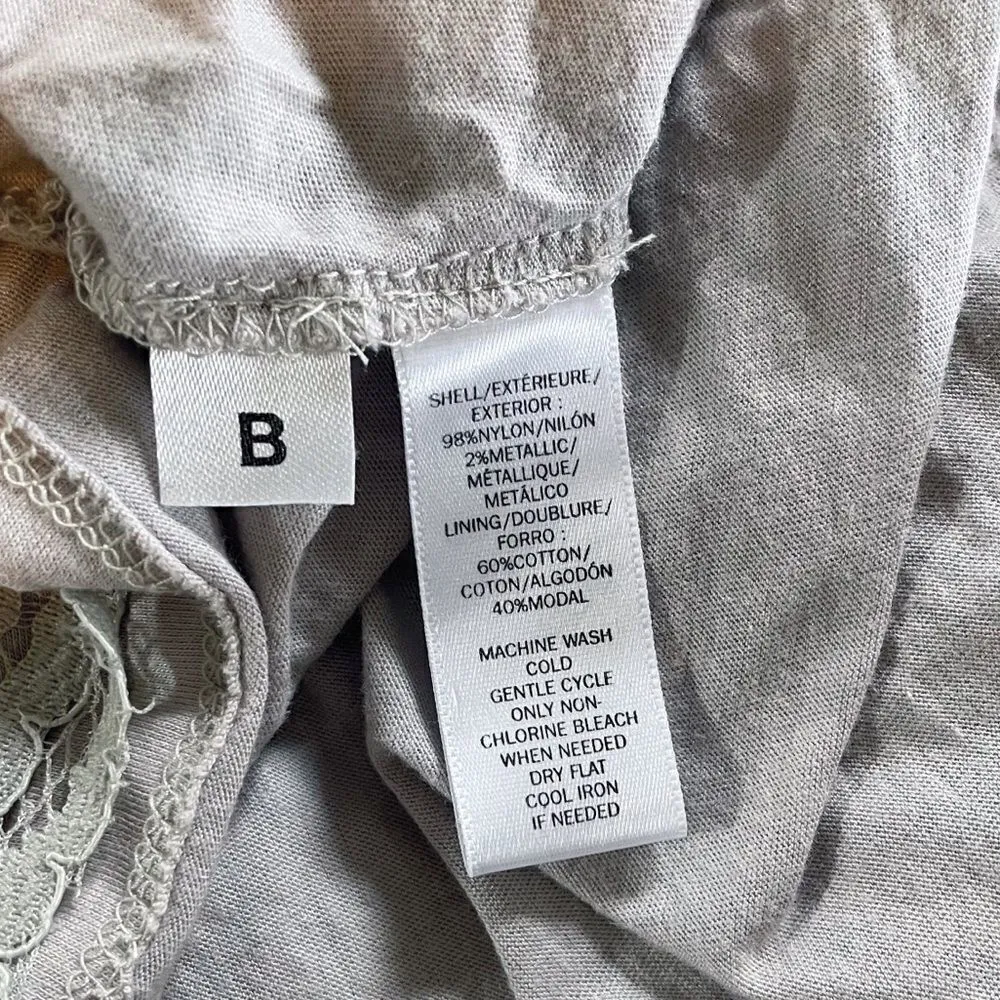 B
SHELL/EXTÉRIEURE/
EXTERIOR :
98%NYLON/NILÓN
2%METALLIC/
MÉTALLIQUE/
METÁLICO
LINING/DOUBLURE/
FORRO :
60%COTTON/
COTON/ALGODÓN
40%MODAL
MACHINE WASH
COLD
GENTLE CYCLE
ONLY NON-
CHLORINE BLEACH
WHEN NEEDED
DRY FLAT
COOL IRON
IF NEEDED